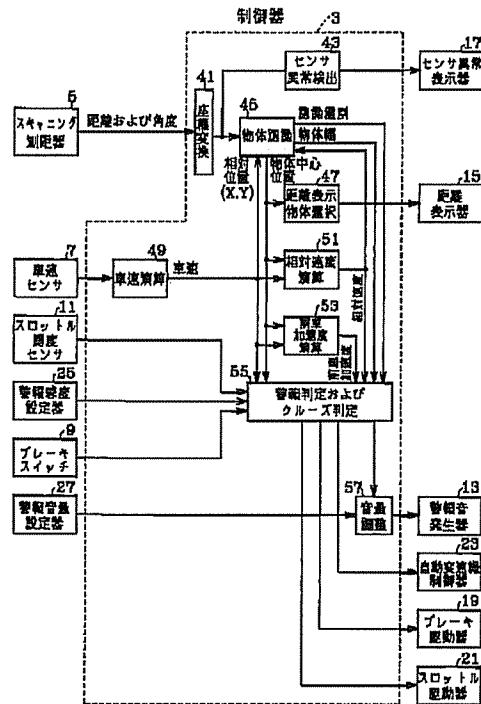 制御器
3
43
センサ
異常検出
17
センサ異常
表示器
41
座標変換
5
スキャニング
測距器
距離および角度
45
物体認識
認識種別
物体幅
相対
位置
(X,Y)
物体中心
位置
47
距離表示
物体選択
15
距離
表示器
7
車速
センサ
49
車速演算
車速
51
相対速度
演算
相対速度
11
スロットル
開度
センサ
53
前車
加速度
演算
前車
加速度
55
警報判定および
クルーズ判定
25
警報感度
設定器
9
ブレーキ
スイッチ
27
警報音量
設定器
57
音量
調整
13
警報音
発生器
23
自動変速機
制御器
19
ブレーキ
駆動器
21
スロットル
駆動器